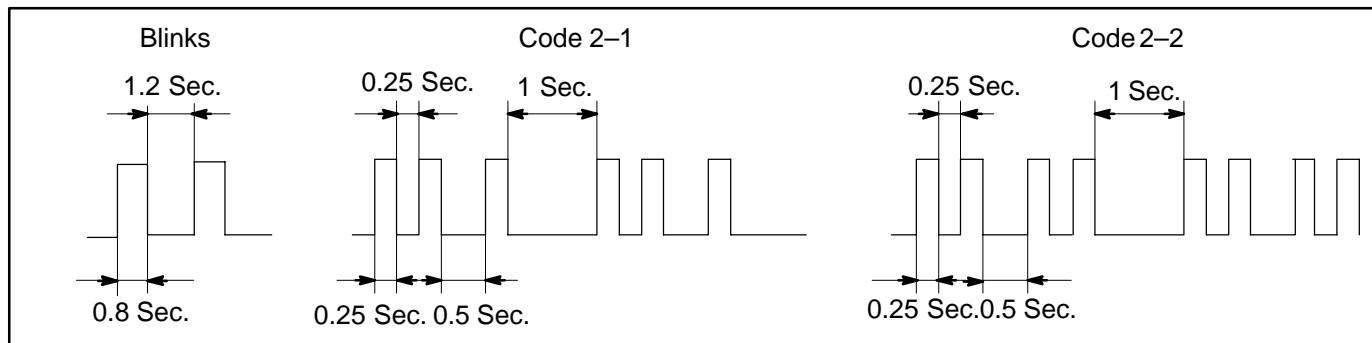 Blinks
Code 2–1
Code 2–2
1.2 Sec.
0.25 Sec.
1 Sec.
0.25 Sec.
1 Sec.
0.8 Sec.
0.25 Sec.
0.5 Sec.
0.25 Sec.
0.5 Sec.